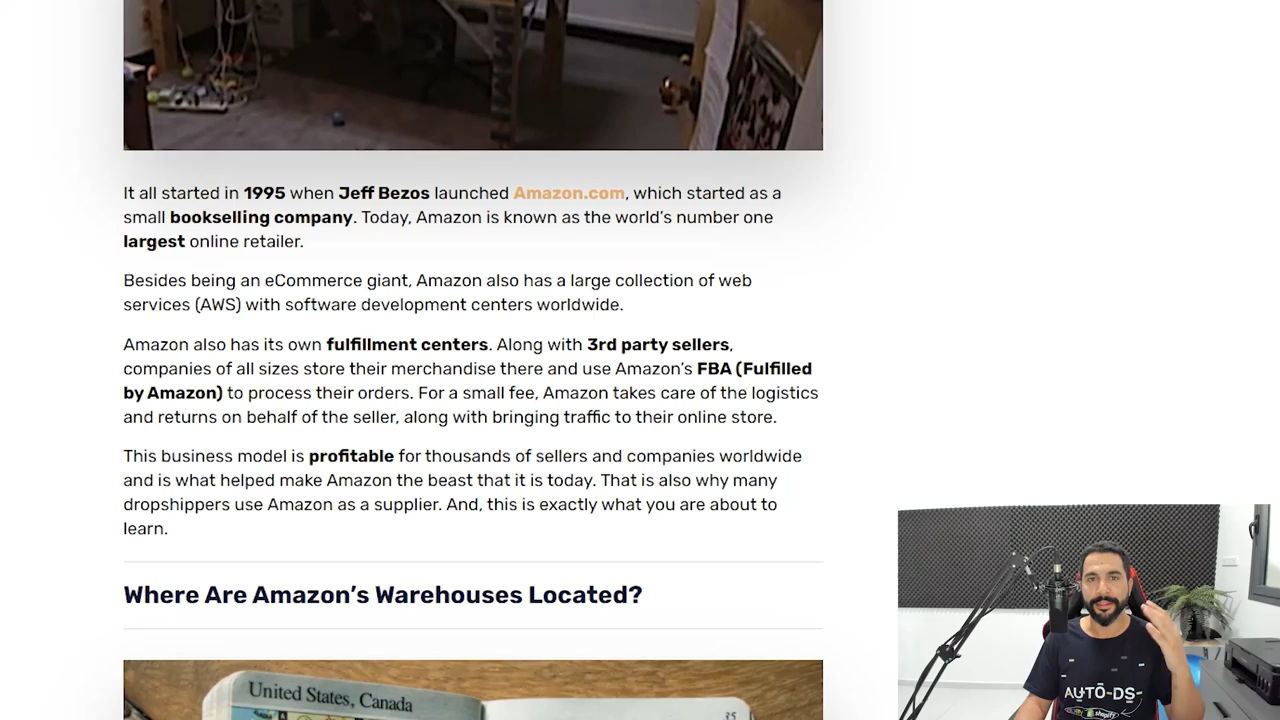 It all started in 1995 when Jeff Bezos launched Amazon.com, which started as a
small bookselling company. Today, Amazon is known as the world's number one
largest online retailer.
Besides being an eCommerce giant, Amazon also has a large collection of web
services (AWS) with software development centers worldwide.
Amazon also has its own fulfillment centers. Along with 3rd party sellers,
companies of all sizes store their merchandise there and use Amazon's FBA (Fulfilled
by Amazon) to process their orders. For a small fee, Amazon takes care of the logistics
and returns on behalf of the seller, along with bringing traffic to their online store.
This business model is profitable for thousands of sellers and companies worldwide
and is what helped make Amazon the beast that it is today. That is also why many
dropshippers use Amazon as a supplier. And, this is exactly what you are about to
learn.
Where Are Amazon's Warehouses Located?
United States, Canada
35
AUTO-DS
shopify